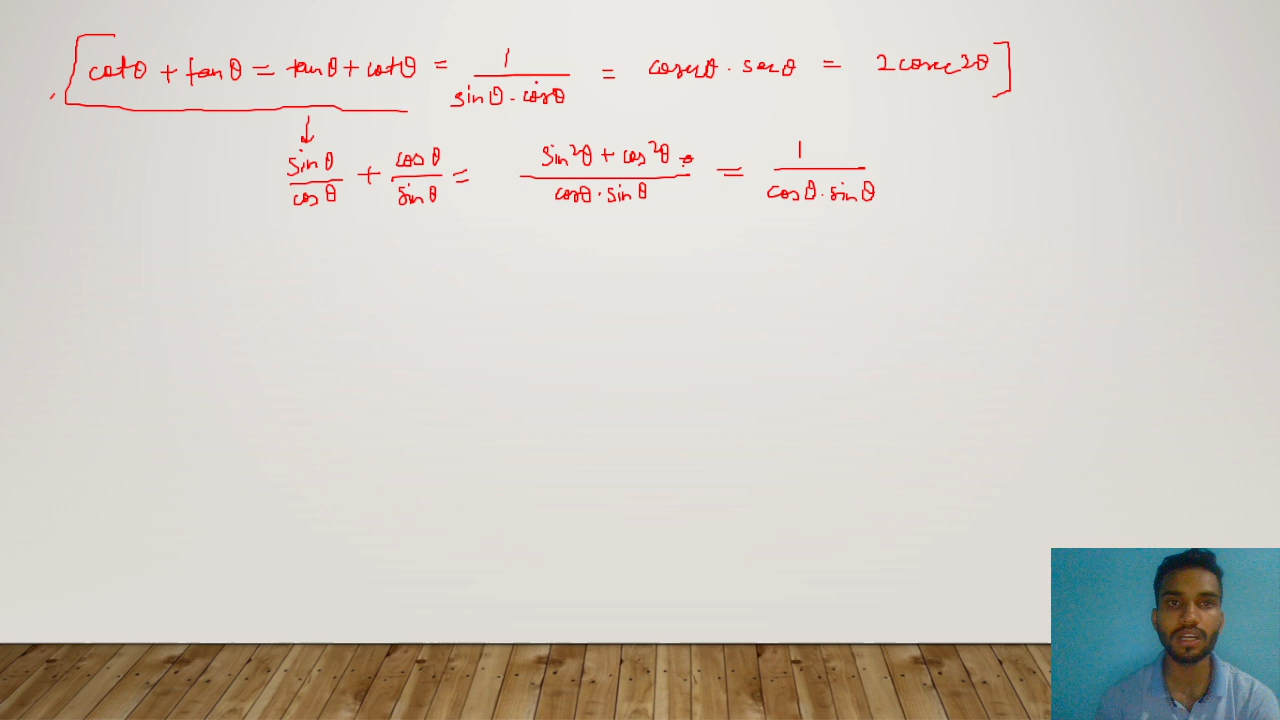 [cotθ + tanθ = tanθ + cotθ = 1/(sinθ · cosθ) = cosecθ · secθ = 2cosec2θ]
↓
sinθ/cosθ + cosθ/sinθ = (sin²θ + cos²θ)/(cosθ · sinθ) = 1/(cosθ · sinθ)